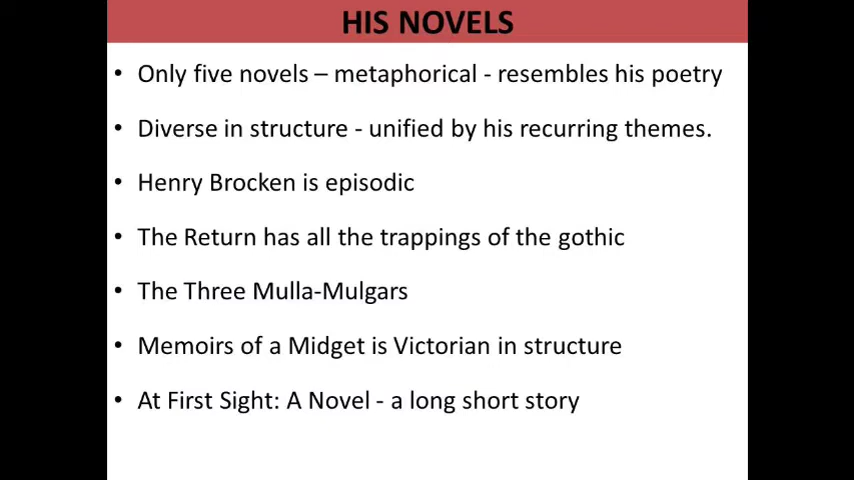 HIS NOVELS
• Only five novels – metaphorical - resembles his poetry
• Diverse in structure - unified by his recurring themes.
• Henry Brocken is episodic
• The Return has all the trappings of the gothic
• The Three Mulla-Mulgars
• Memoirs of a Midget is Victorian in structure
• At First Sight: A Novel - a long short story